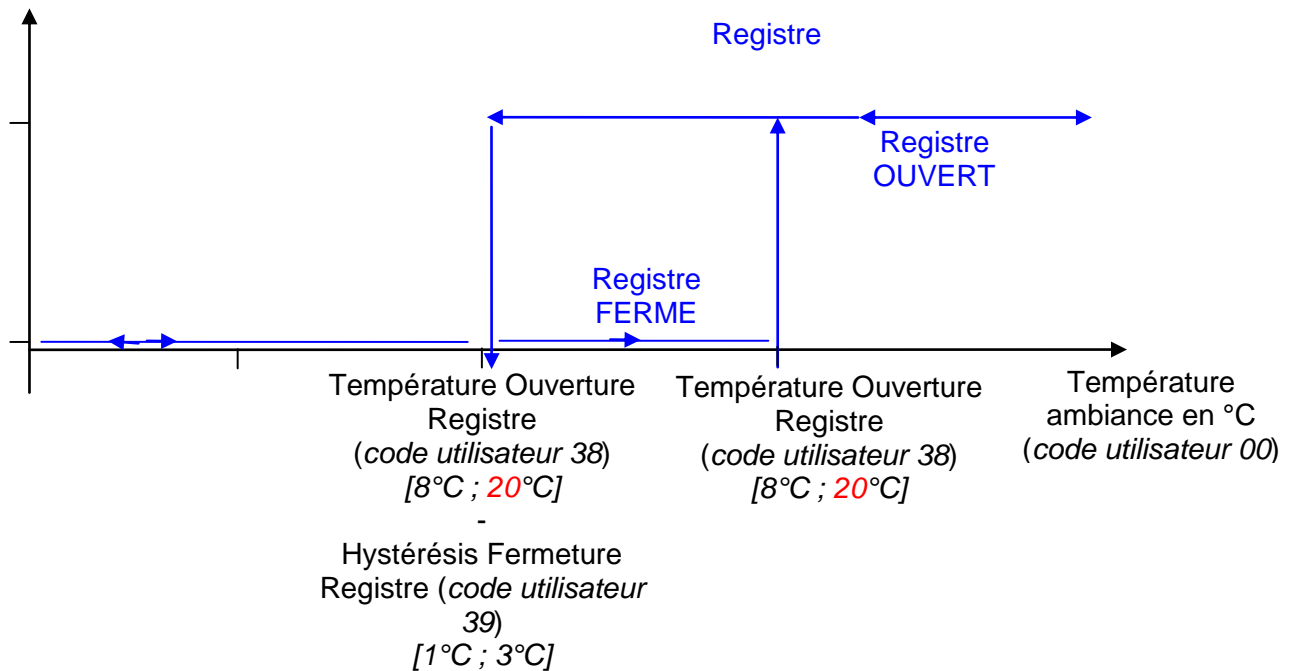 Registre
Registre
OUVERT
Registre
FERME
Température Ouverture
Registre
(code utilisateur 38)
[8°C ; 20°C]
-
Hystérésis Fermeture
Registre (code utilisateur
39)
[1°C ; 3°C]
Température Ouverture
Registre
(code utilisateur 38)
[8°C ; 20°C]
Température
ambiance en °C
(code utilisateur 00)